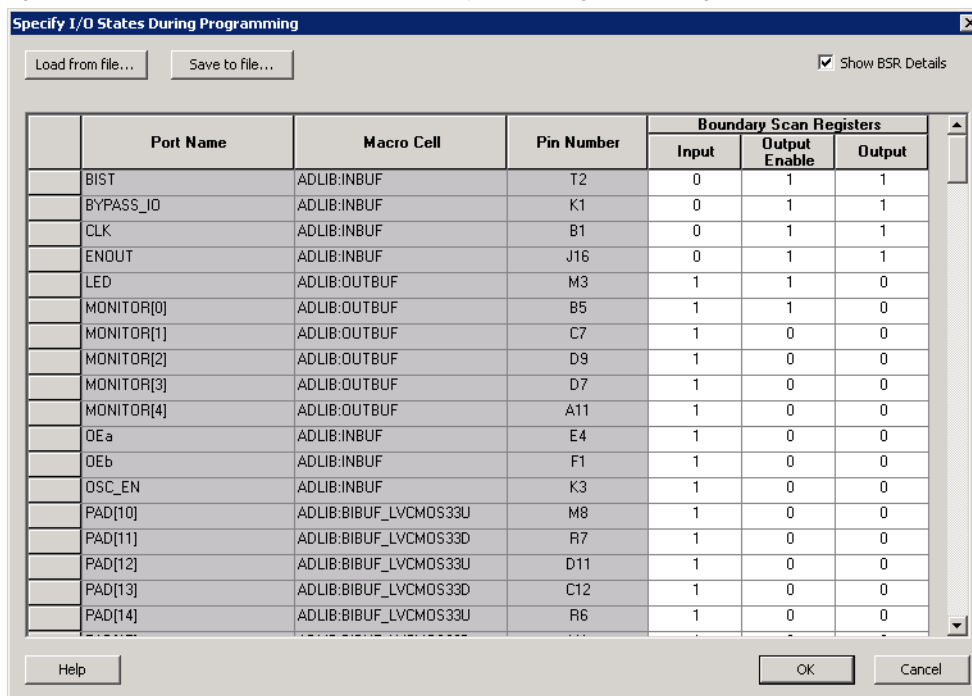 Specify I/O States During Programming
Load from file... Save to file... Show BSR Details
Port Name Macro Cell Pin Number Boundary Scan Registers
Input Output Enable Output
BIST ADLIB:INBUF T2 0 1 1
BYPASS_IO ADLIB:INBUF K1 0 1 1
CLK ADLIB:INBUF B1 0 1 1
ENOUT ADLIB:INBUF J16 0 1 1
LED ADLIB:OUTBUF M3 1 1 0
MONITOR[0] ADLIB:OUTBUF B5 1 1 0
MONITOR[1] ADLIB:OUTBUF C7 1 0 0
MONITOR[2] ADLIB:OUTBUF D9 1 0 0
MONITOR[3] ADLIB:OUTBUF D7 1 0 0
MONITOR[4] ADLIB:OUTBUF A11 1 0 0
OEa ADLIB:INBUF E4 1 0 0
OEb ADLIB:INBUF F1 1 0 0
OSC_EN ADLIB:INBUF K3 1 0 0
PAD[10] ADLIB:BIBUF_LVCMOS33U M8 1 0 0
PAD[11] ADLIB:BIBUF_LVCMOS33D R7 1 0 0
PAD[12] ADLIB:BIBUF_LVCMOS33U D11 1 0 0
PAD[13] ADLIB:BIBUF_LVCMOS33D C12 1 0 0
PAD[14] ADLIB:BIBUF_LVCMOS33U R6 1 0 0
Help OK Cancel